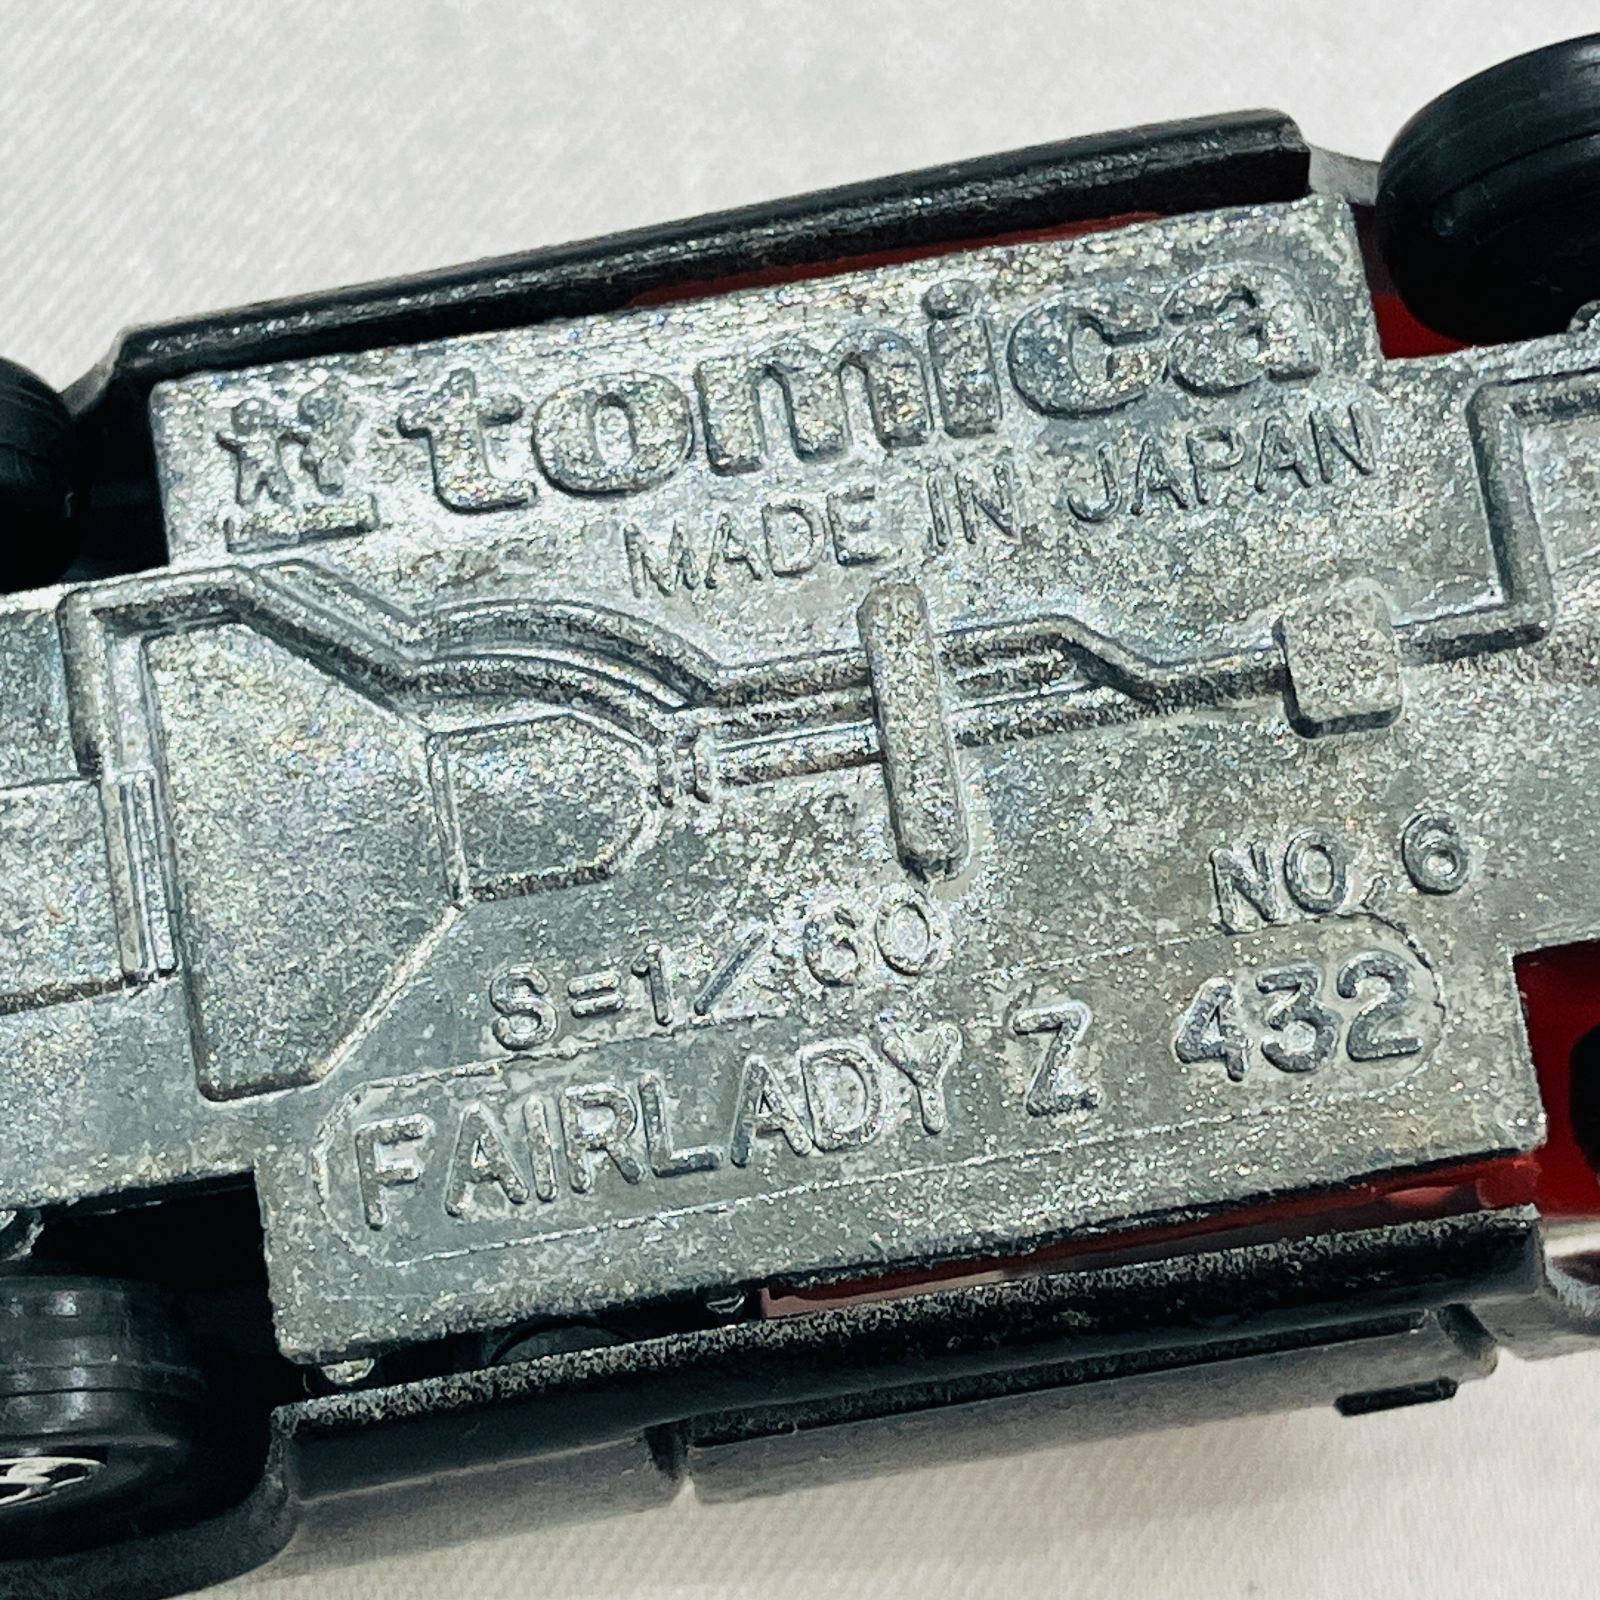 tomica
MADE IN JAPAN
NO. 6
S=1/60
FAIRLADY Z 432